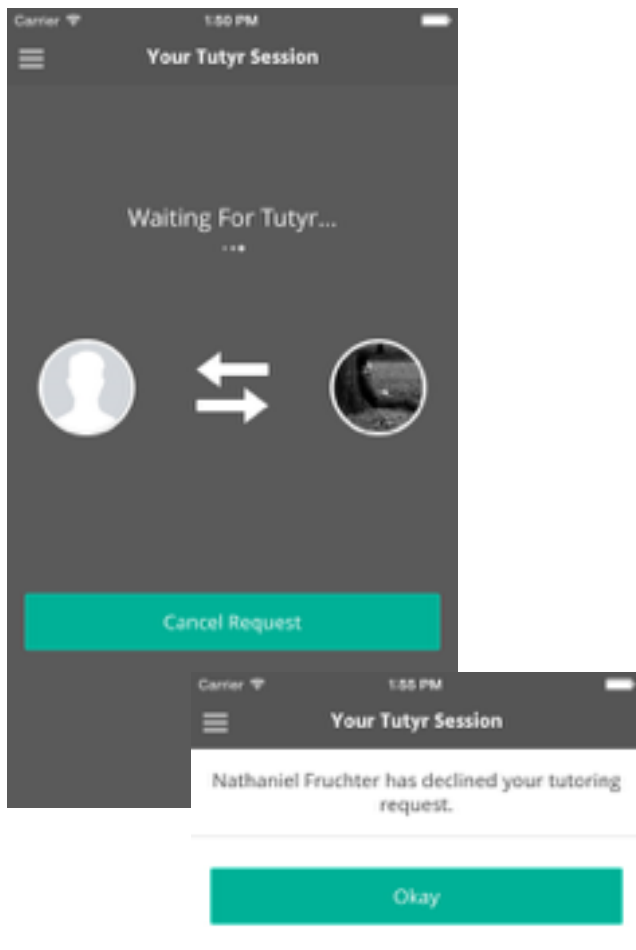 Carrier 1:50 PM
Your Tutyr Session
Waiting For Tutyr...
Cancel Request
Carrier 1:55 PM
Your Tutyr Session
Nathaniel Fruchter has declined your tutoring
request.
Okay